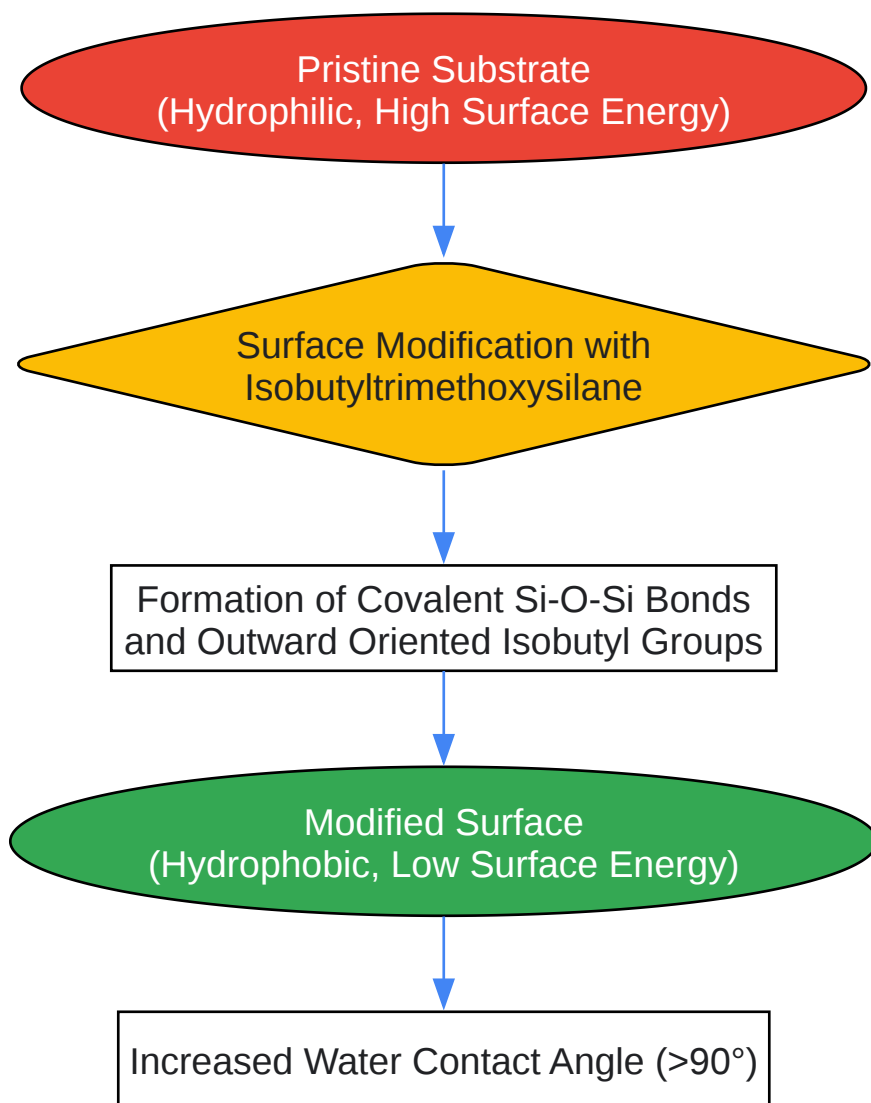 Pristine Substrate
(Hydrophilic, High Surface Energy)
Surface Modification with
Isobutyltrimethoxysilane
Formation of Covalent Si-O-Si Bonds
and Outward Oriented Isobutyl Groups
Modified Surface
(Hydrophobic, Low Surface Energy)
Increased Water Contact Angle (>90°)